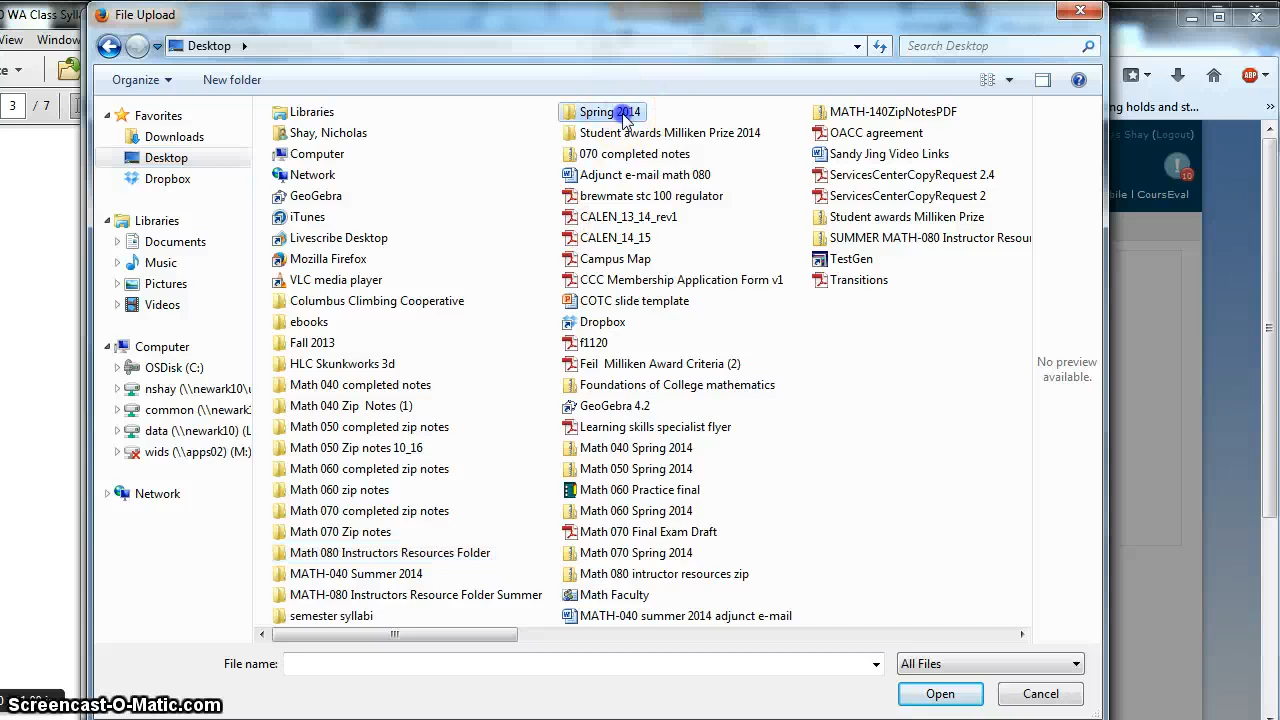 0 WA Class Sylla
File Upload
View Window
Desktop
Search Desktop
Organize
New folder
3 / 7
Favorites
Downloads
Desktop
Dropbox
Libraries
Documents
Music
Pictures
Videos
Computer
OSDisk (C:)
nshay (\\newark10\u
common (\\newark1
data (\\newark10) (L
wids (\\apps02) (M:)
Network
Libraries
Shay, Nicholas
Computer
Network
GeoGebra
iTunes
Livescribe Desktop
Mozilla Firefox
VLC media player
Columbus Climbing Cooperative
ebooks
Fall 2013
HLC Skunkworks 3d
Math 040 completed notes
Math 040 Zip Notes (1)
Math 050 completed zip notes
Math 050 Zip notes 10_16
Math 060 completed zip notes
Math 060 zip notes
Math 070 completed zip notes
Math 070 Zip notes
Math 080 Instructors Resources Folder
MATH-040 Summer 2014
MATH-080 Instructors Resource Folder Summer
semester syllabi
Spring 2014
Student awards Milliken Prize 2014
070 completed notes
Adjunct e-mail math 080
brewmate stc 100 regulator
CALEN_13_14_rev1
CALEN_14_15
Campus Map
CCC Membership Application Form v1
COTC slide template
Dropbox
f1120
Feil Milliken Award Criteria (2)
Foundations of College mathematics
GeoGebra 4.2
Learning skills specialist flyer
Math 040 Spring 2014
Math 050 Spring 2014
Math 060 Practice final
Math 060 Spring 2014
Math 070 Final Exam Draft
Math 070 Spring 2014
Math 080 intructor resources zip
Math Faculty
MATH-040 summer 2014 adjunct e-mail
MATH-140ZipNotesPDF
OACC agreement
Sandy Jing Video Links
ServicesCenterCopyRequest 2.4
ServicesCenterCopyRequest 2
Student awards Milliken Prize
SUMMER MATH-080 Instructor Resour
TestGen
Transitions
No preview
available.
File name:
All Files
Open
Cancel
ABP
ing holds and st...
s Shay (Logout)
10
bile | CoursEval
Screencast-O-Matic.com